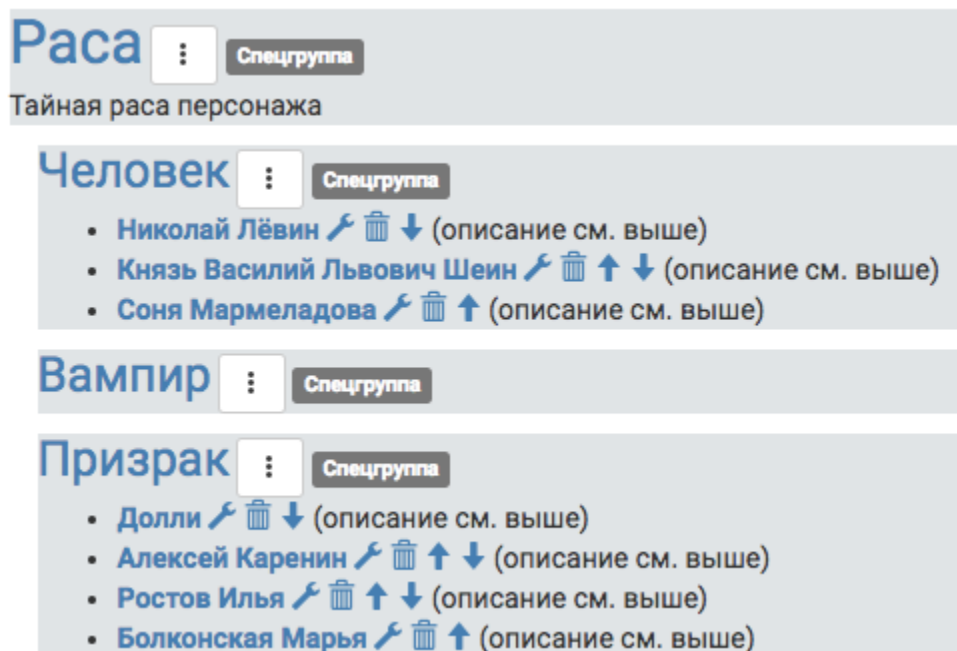 Раса Спецгруппа
Тайная раса персонажа
Человек Спецгруппа
Николай Лёвин (описание см. выше)
Князь Василий Львович Шеин (описание см. выше)
Соня Мармеладова (описание см. выше)
Вампир Спецгруппа
Призрак Спецгруппа
Долли (описание см. выше)
Алексей Каренин (описание см. выше)
Ростов Илья (описание см. выше)
Болконская Марья (описание см. выше)